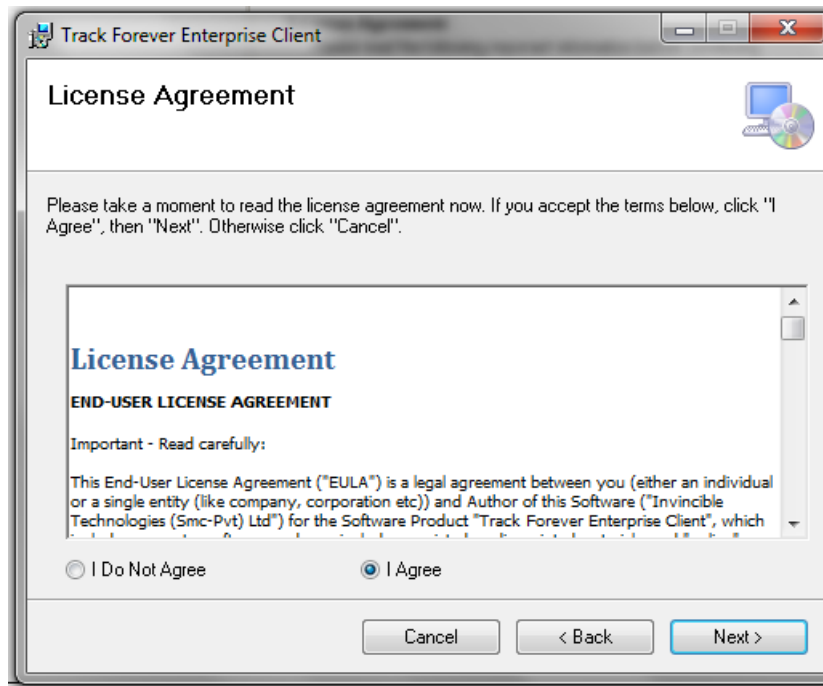 Track Forever Enterprise Client
License Agreement
Please take a moment to read the license agreement now. If you accept the terms below, click "I
Agree", then "Next". Otherwise click "Cancel".
License Agreement
END-USER LICENSE AGREEMENT
Important - Read carefully:
This End-User License Agreement ("EULA") is a legal agreement between you (either an individual
or a single entity (like company, corporation etc)) and Author of this Software ("Invincible
Technologies (Smc-Pvt) Ltd") for the Software Product "Track Forever Enterprise Client", which
I Do Not Agree
I Agree
Cancel
< Back
Next >